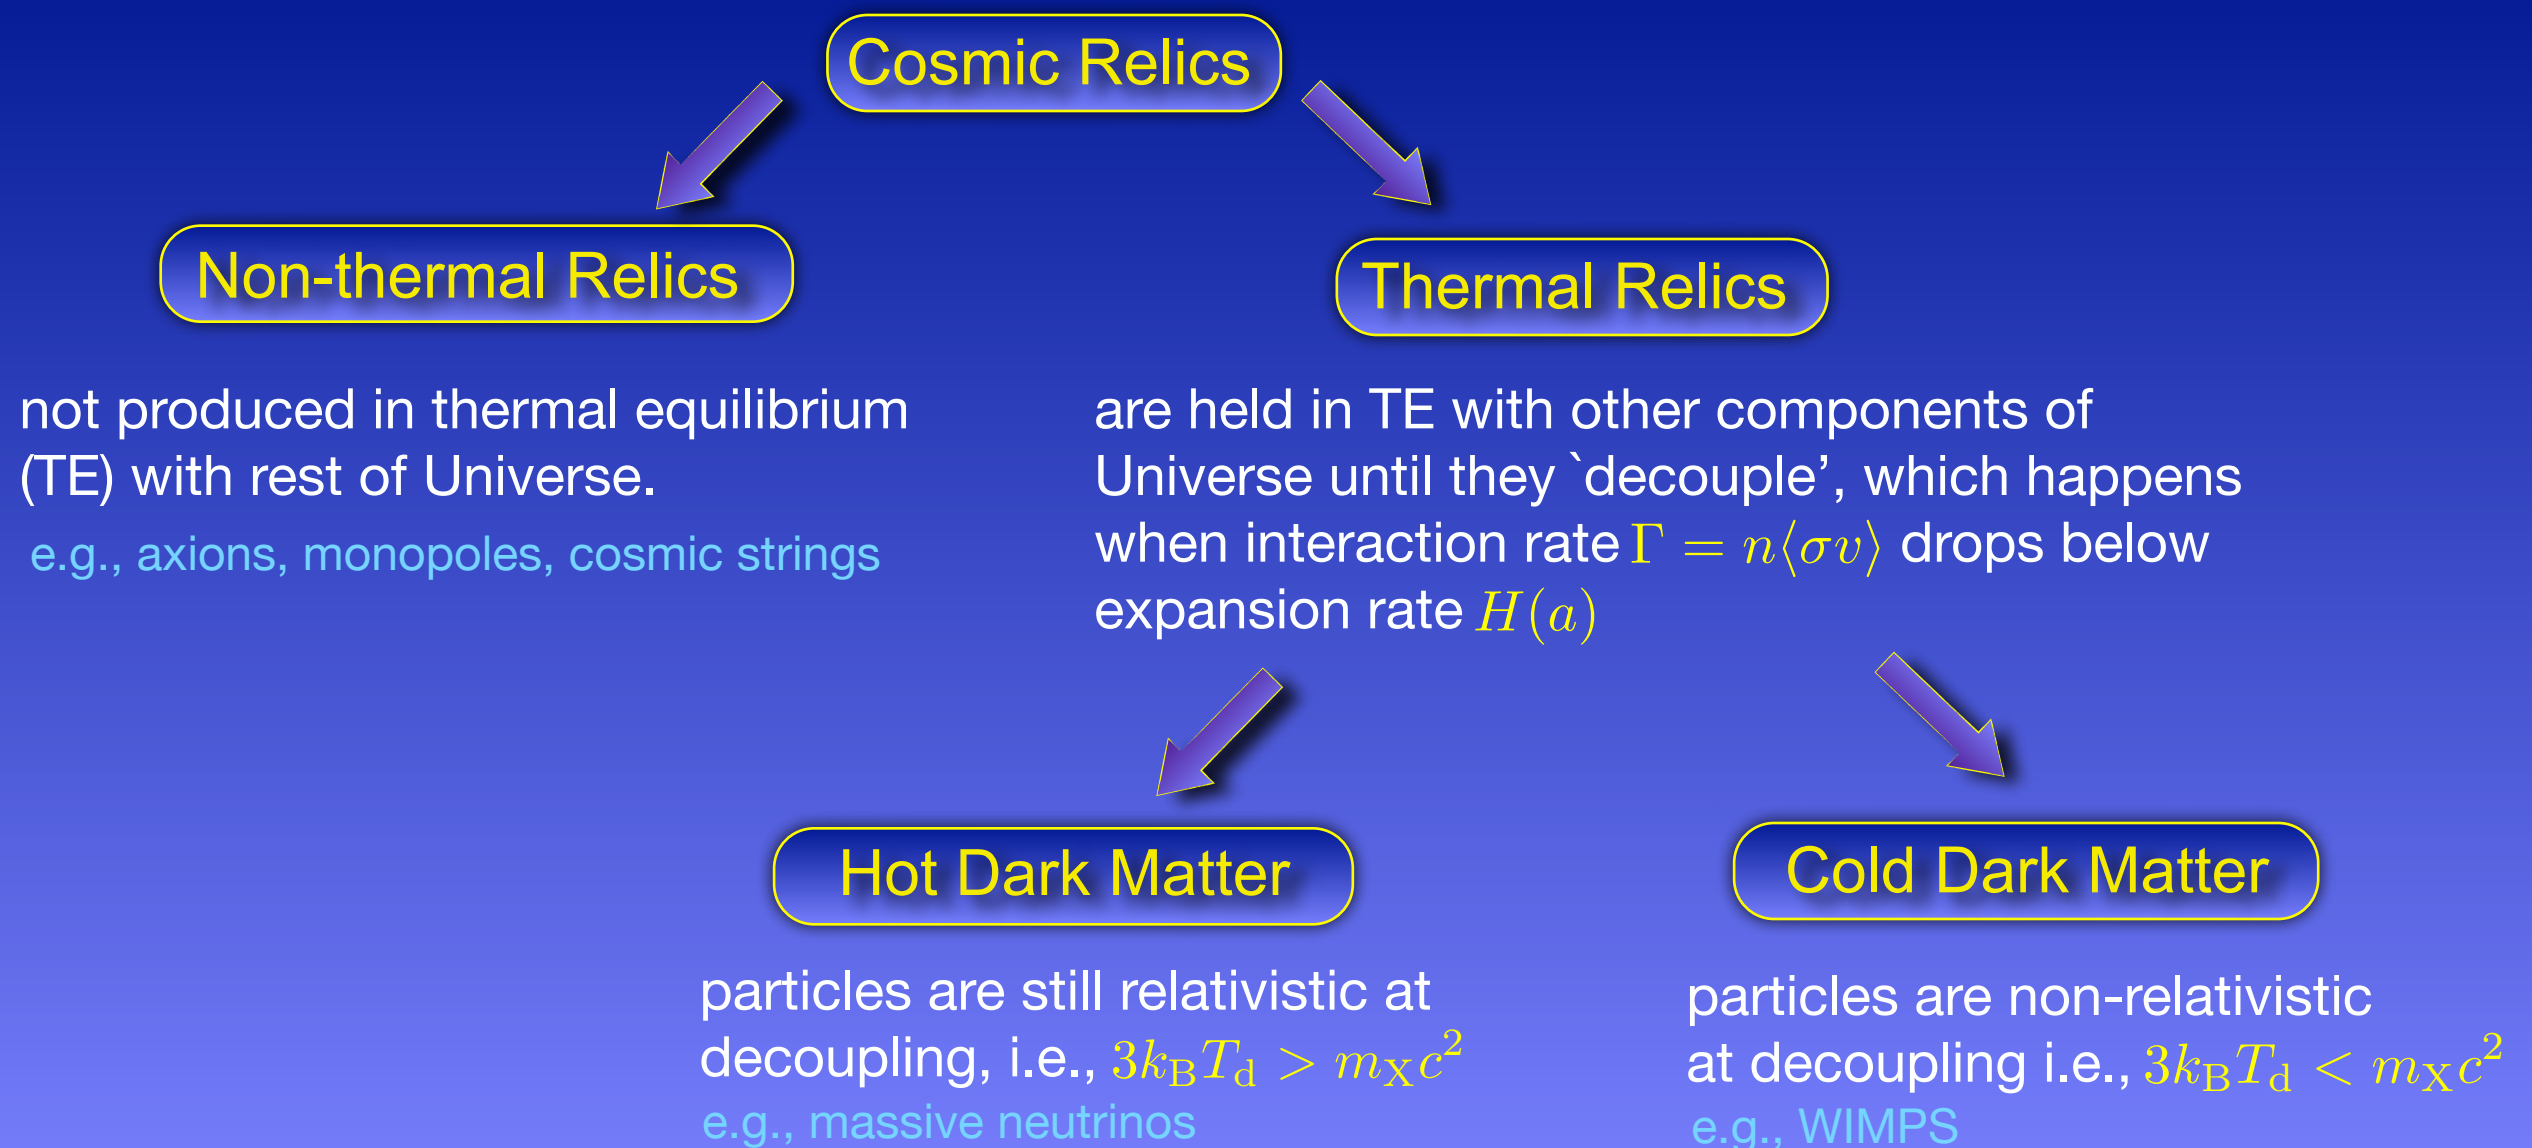 Cosmic Relics
Non-thermal Relics
not produced in thermal equilibrium
(TE) with rest of Universe.
e.g., axions, monopoles, cosmic strings
Thermal Relics
are held in TE with other components of
Universe until they `decouple’, which happens
when interaction rate Γ = n⟨σv⟩ drops below
expansion rate H(a)
Hot Dark Matter
particles are still relativistic at
decoupling, i.e., 3k_B T_d > m_X c²
e.g., massive neutrinos
Cold Dark Matter
particles are non-relativistic
at decoupling i.e., 3k_B T_d < m_X c²
e.g., WIMPS